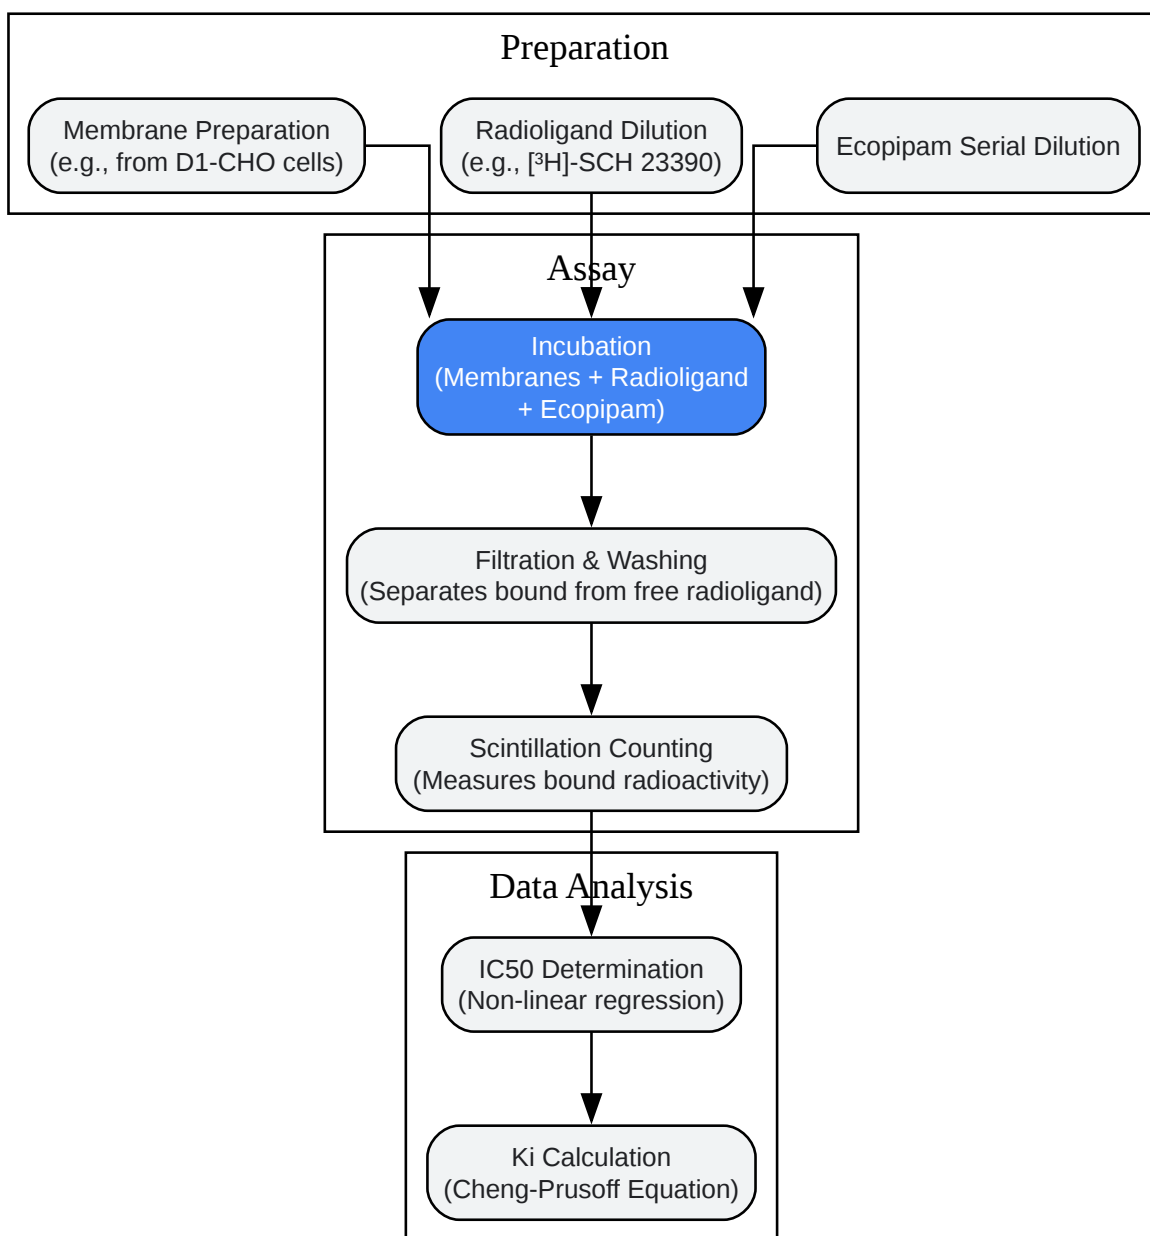 Preparation
Membrane Preparation
(e.g., from D1-CHO cells)
Radioligand Dilution
(e.g., [³H]-SCH 23390)
Ecopipam Serial Dilution
Assay
Incubation
(Membranes + Radioligand
+ Ecopipam)
Filtration & Washing
(Separates bound from free radioligand)
Scintillation Counting
(Measures bound radioactivity)
Data Analysis
IC50 Determination
(Non-linear regression)
Ki Calculation
(Cheng-Prusoff Equation)